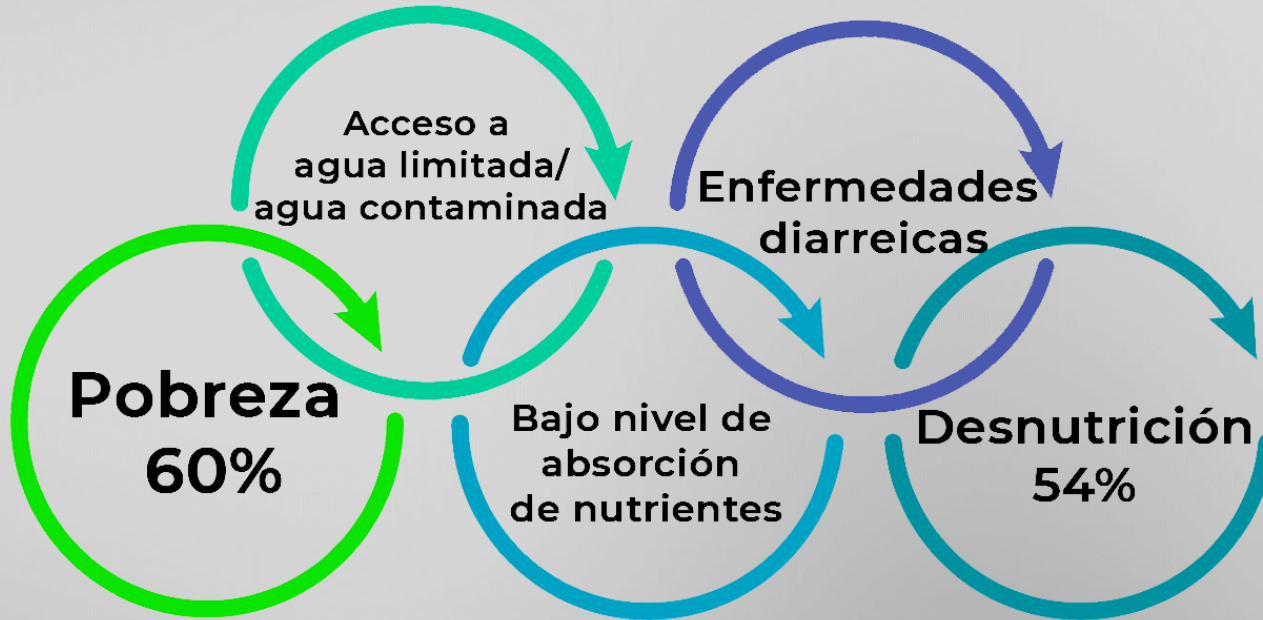 Pobreza
60%
Acceso a
agua limitada/
agua contaminada
Bajo nivel de
absorción
de nutrientes
Enfermedades
diarreicas
Desnutrición
54%